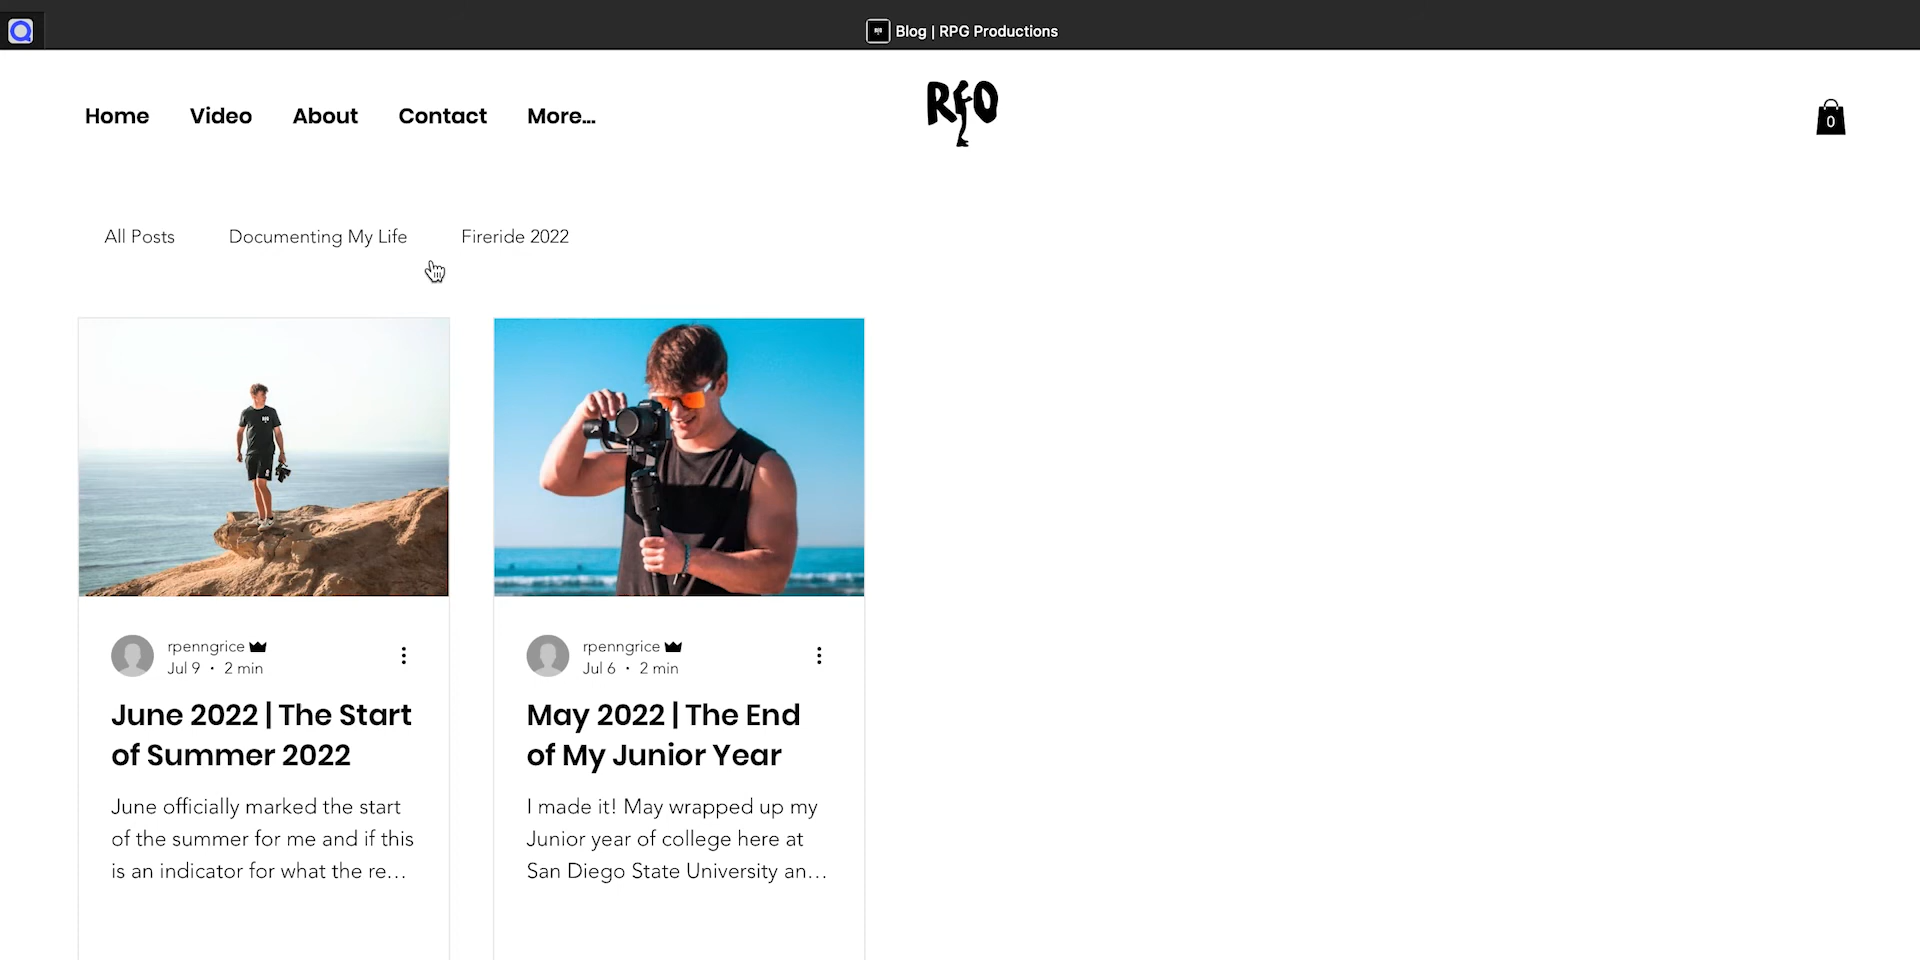 Blog | RPG Productions
Home Video About Contact More...
RFO
0
All Posts Documenting My Life Fireride 2022
rpenngrice
Jul 9 · 2 min
June 2022 | The Start
of Summer 2022
June officially marked the start
of the summer for me and if this
is an indicator for what the re...
rpenngrice
Jul 6 · 2 min
May 2022 | The End
of My Junior Year
I made it! May wrapped up my
Junior year of college here at
San Diego State University an...